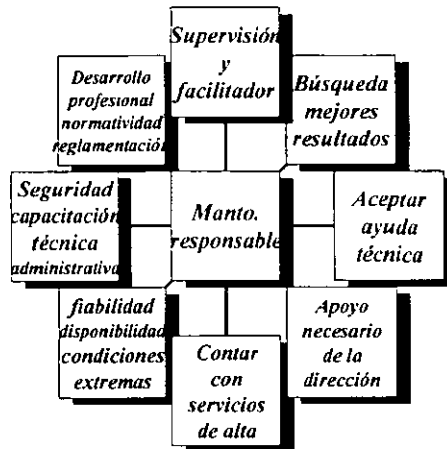 Supervisión
y
facilitador
Desarrollo
profesional
normatividad
reglamentación
Búsqueda
mejores
resultados
Seguridad
capacitación
técnica
administrativa
Manto.
responsable
Aceptar
ayuda
técnica
fiabilidad
disponibilidad
condiciones
extremas
Contar
con
servicios
de alta
Apoyo
necesario
de la
dirección